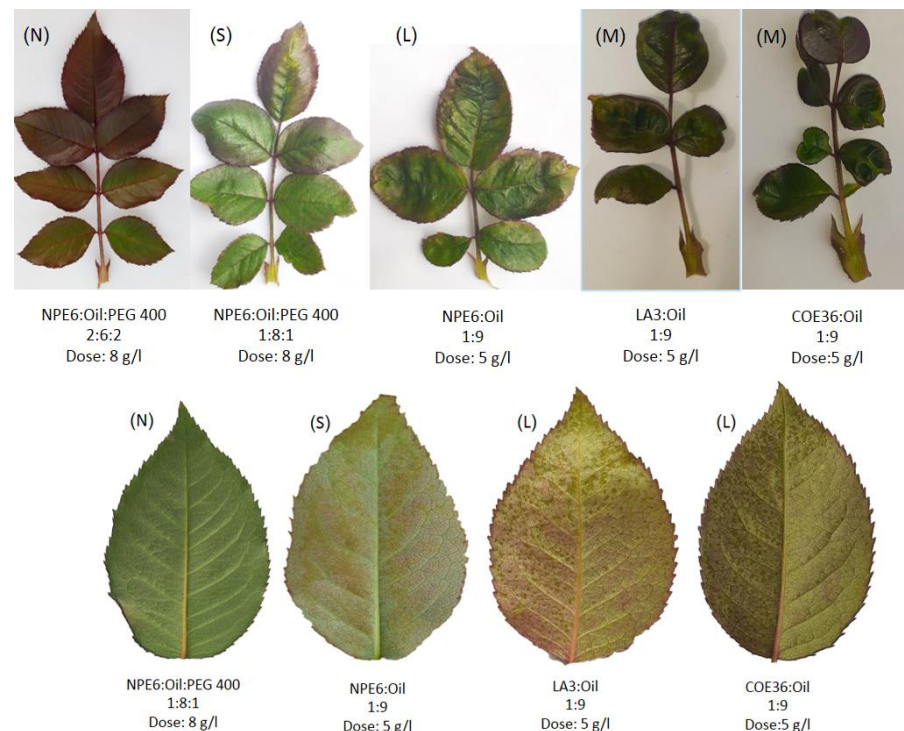 (N)
(S)
(L)
(M)
(M)
NPE6:Oil:PEG 400
2:6:2
Dose: 8 g/l
NPE6:Oil:PEG 400
1:8:1
Dose: 8 g/l
NPE6:Oil
1:9
Dose: 5 g/l
LA3:Oil
1:9
Dose: 5 g/l
COE36:Oil
1:9
Dose:5 g/l
(N)
(S)
(L)
(L)
NPE6:Oil:PEG 400
1:8:1
Dose: 8 g/l
NPE6:Oil
1:9
Dose: 5 g/l
LA3:Oil
1:9
Dose: 5 g/l
COE36:Oil
1:9
Dose:5 g/l